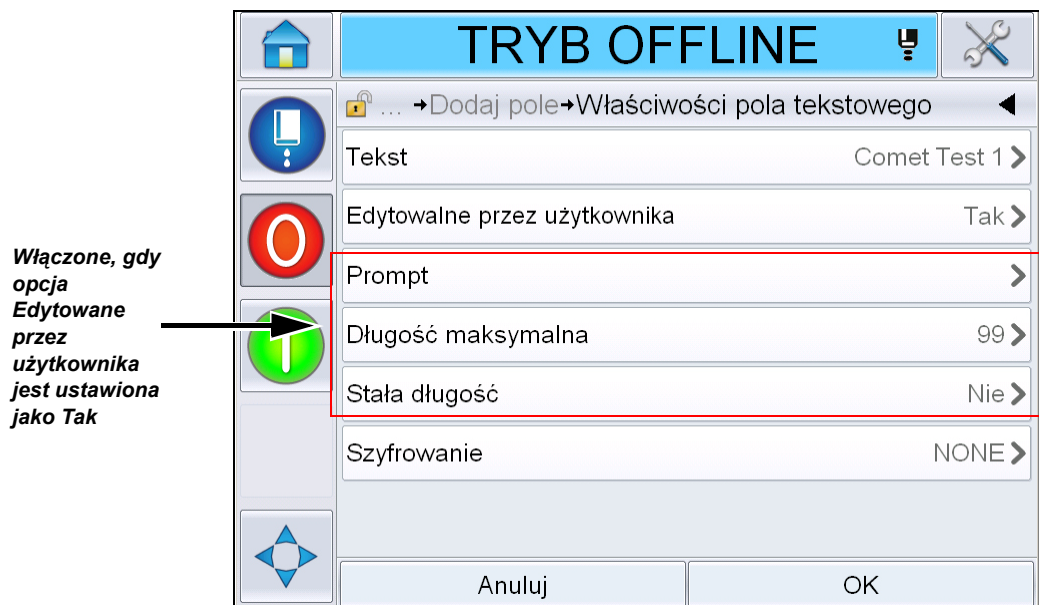 TRYB OFFLINE
... →Dodaj pole→Właściwości pola tekstowego
Tekst Comet Test 1
Edytowalne przez użytkownika Tak
Prompt
Długość maksymalna 99
Stała długość Nie
Szyfrowanie NONE
Anuluj OK
Włączone, gdy
opcja
Edytowane
przez
użytkownika
jest ustawiona
jako Tak